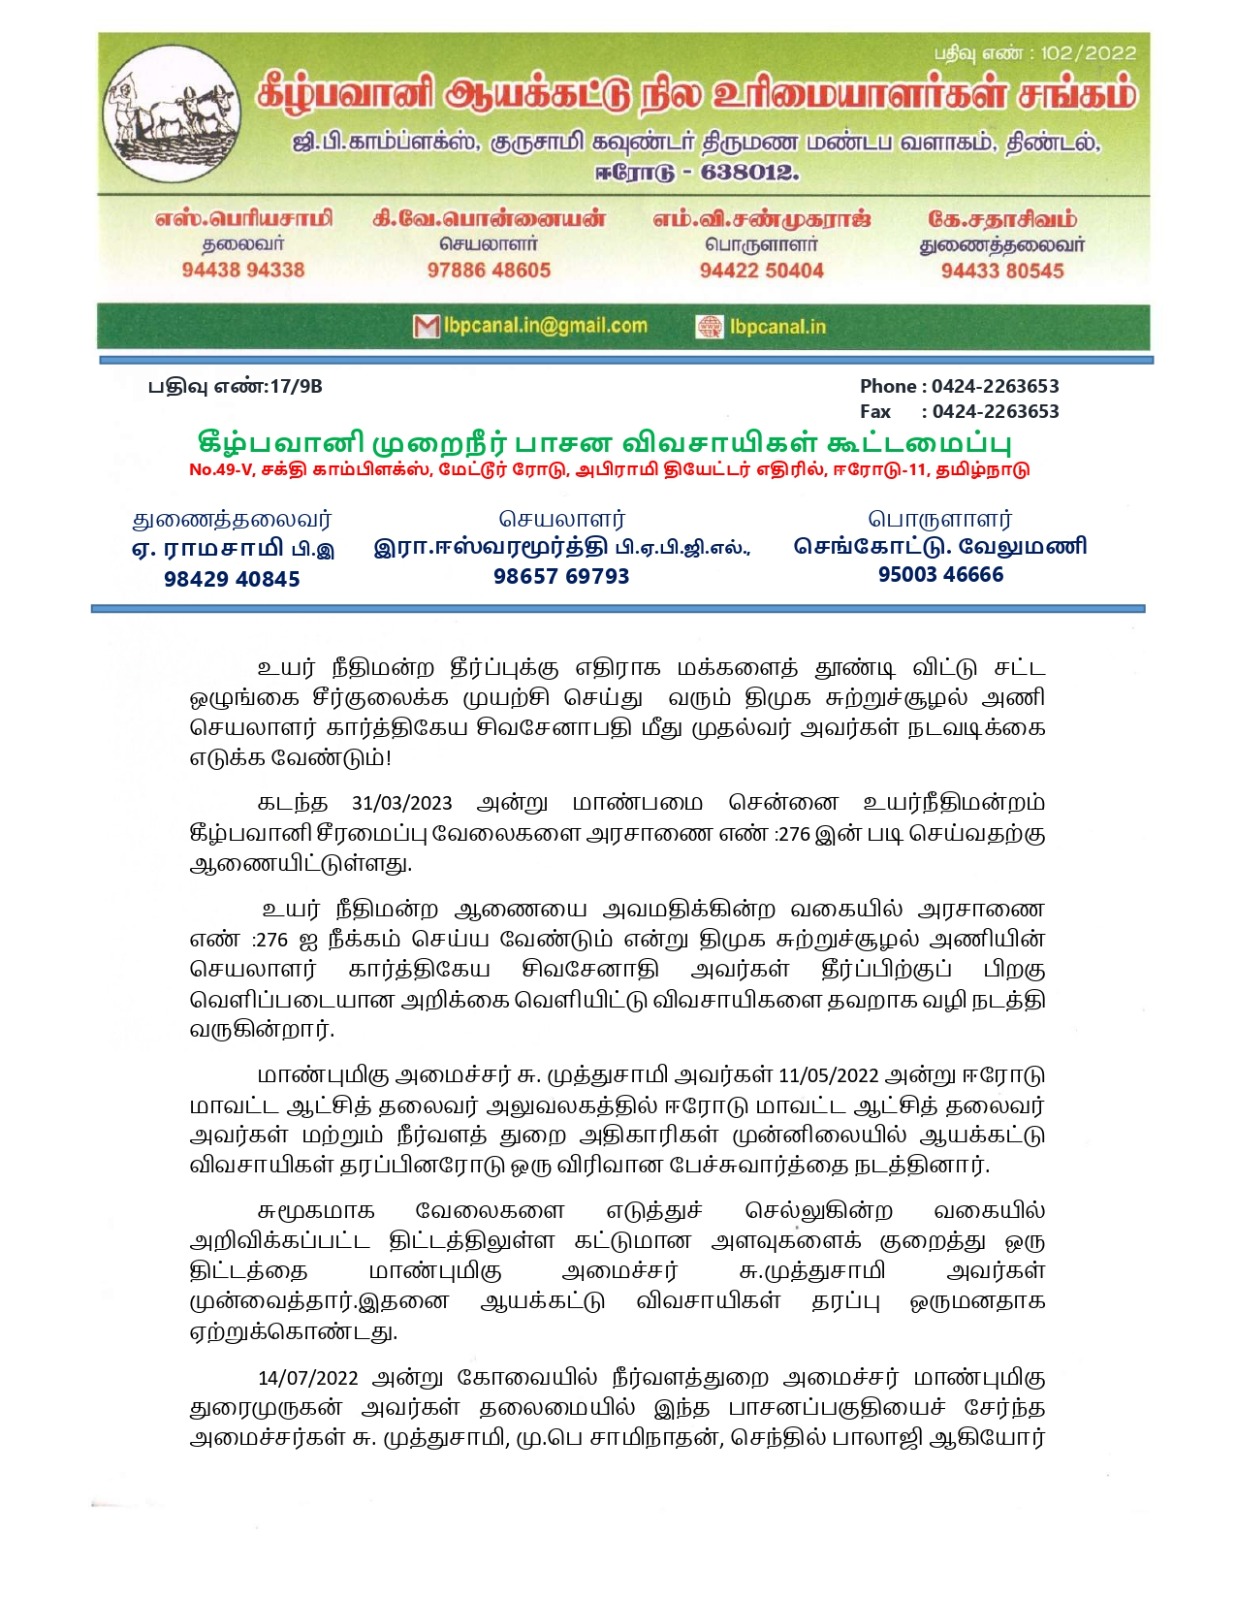 பதிவு எண் : 102/2022
கீழ்பவானி ஆயக்கட்டு நில உரிமையாளர்கள் சங்கம்
ஜி.பி.காம்ப்ளக்ஸ், குருசாமி கவுண்டர் திருமண மண்டப வளாகம், திண்டல்,
ஈரோடு - 638012.
எஸ்.பெரியசாமி கி.வே.பொன்னையன் எம்.வி.சண்முகராஜ் கே.சதாசிவம்
தலைவர் செயலாளர் பொருளாளர் துணைத்தலைவர்
94438 94338 97886 48605 94422 50404 94433 80545
lbpcanal.in@gmail.com lbpcanal.in
பதிவு எண்:17/9B Phone : 0424-2263653
Fax : 0424-2263653
கீழ்பவானி முறைநீர் பாசன விவசாயிகள் கூட்டமைப்பு
No.49-V, சக்தி காம்பிளக்ஸ், மேட்டூர் ரோடு, அபிராமி தியேட்டர் எதிரில், ஈரோடு-11, தமிழ்நாடு
துணைத்தலைவர் செயலாளர் பொருளாளர்
ஏ. ராமசாமி பி.இ இரா.ஈஸ்வரமூர்த்தி பி.ஏ.பி.ஜி.எல்., செங்கோட்டு. வேலுமணி
98429 40845 98657 69793 95003 46666
உயர் நீதிமன்ற தீர்ப்புக்கு எதிராக மக்களைத் தூண்டி விட்டு சட்ட
ஒழுங்கை சீர்குலைக்க முயற்சி செய்து வரும் திமுக சுற்றுச்சூழல் அணி
செயலாளர் கார்த்திகேய சிவசேனாபதி மீது முதல்வர் அவர்கள் நடவடிக்கை
எடுக்க வேண்டும்!
கடந்த 31/03/2023 அன்று மாண்பமை சென்னை உயர்நீதிமன்றம்
கீழ்பவானி சீரமைப்பு வேலைகளை அரசாணை எண் :276 இன் படி செய்வதற்கு
ஆணையிட்டுள்ளது.
உயர் நீதிமன்ற ஆணையை அவமதிக்கின்ற வகையில் அரசாணை
எண் :276 ஐ நீக்கம் செய்ய வேண்டும் என்று திமுக சுற்றுச்சூழல் அணியின்
செயலாளர் கார்த்திகேய சிவசேனாதி அவர்கள் தீர்ப்பிற்குப் பிறகு
வெளிப்படையான அறிக்கை வெளியிட்டு விவசாயிகளை தவறாக வழி நடத்தி
வருகின்றார்.
மாண்புமிகு அமைச்சர் சு. முத்துசாமி அவர்கள் 11/05/2022 அன்று ஈரோடு
மாவட்ட ஆட்சித் தலைவர் அலுவலகத்தில் ஈரோடு மாவட்ட ஆட்சித் தலைவர்
அவர்கள் மற்றும் நீர்வளத் துறை அதிகாரிகள் முன்னிலையில் ஆயக்கட்டு
விவசாயிகள் தரப்பினரோடு ஒரு விரிவான பேச்சுவார்த்தை நடத்தினார்.
சுமூகமாக வேலைகளை எடுத்துச் செல்லுகின்ற வகையில்
அறிவிக்கப்பட்ட திட்டத்திலுள்ள கட்டுமான அளவுகளைக் குறைத்து ஒரு
திட்டத்தை மாண்புமிகு அமைச்சர் சு.முத்துசாமி அவர்கள்
முன்வைத்தார்.இதனை ஆயக்கட்டு விவசாயிகள் தரப்பு ஒருமனதாக
ஏற்றுக்கொண்டது.
14/07/2022 அன்று கோவையில் நீர்வளத்துறை அமைச்சர் மாண்புமிகு
துரைமுருகன் அவர்கள் தலைமையில் இந்த பாசனப்பகுதியைச் சேர்ந்த
அமைச்சர்கள் சு. முத்துசாமி, மு.பெ சாமிநாதன், செந்தில் பாலாஜி ஆகியோர்